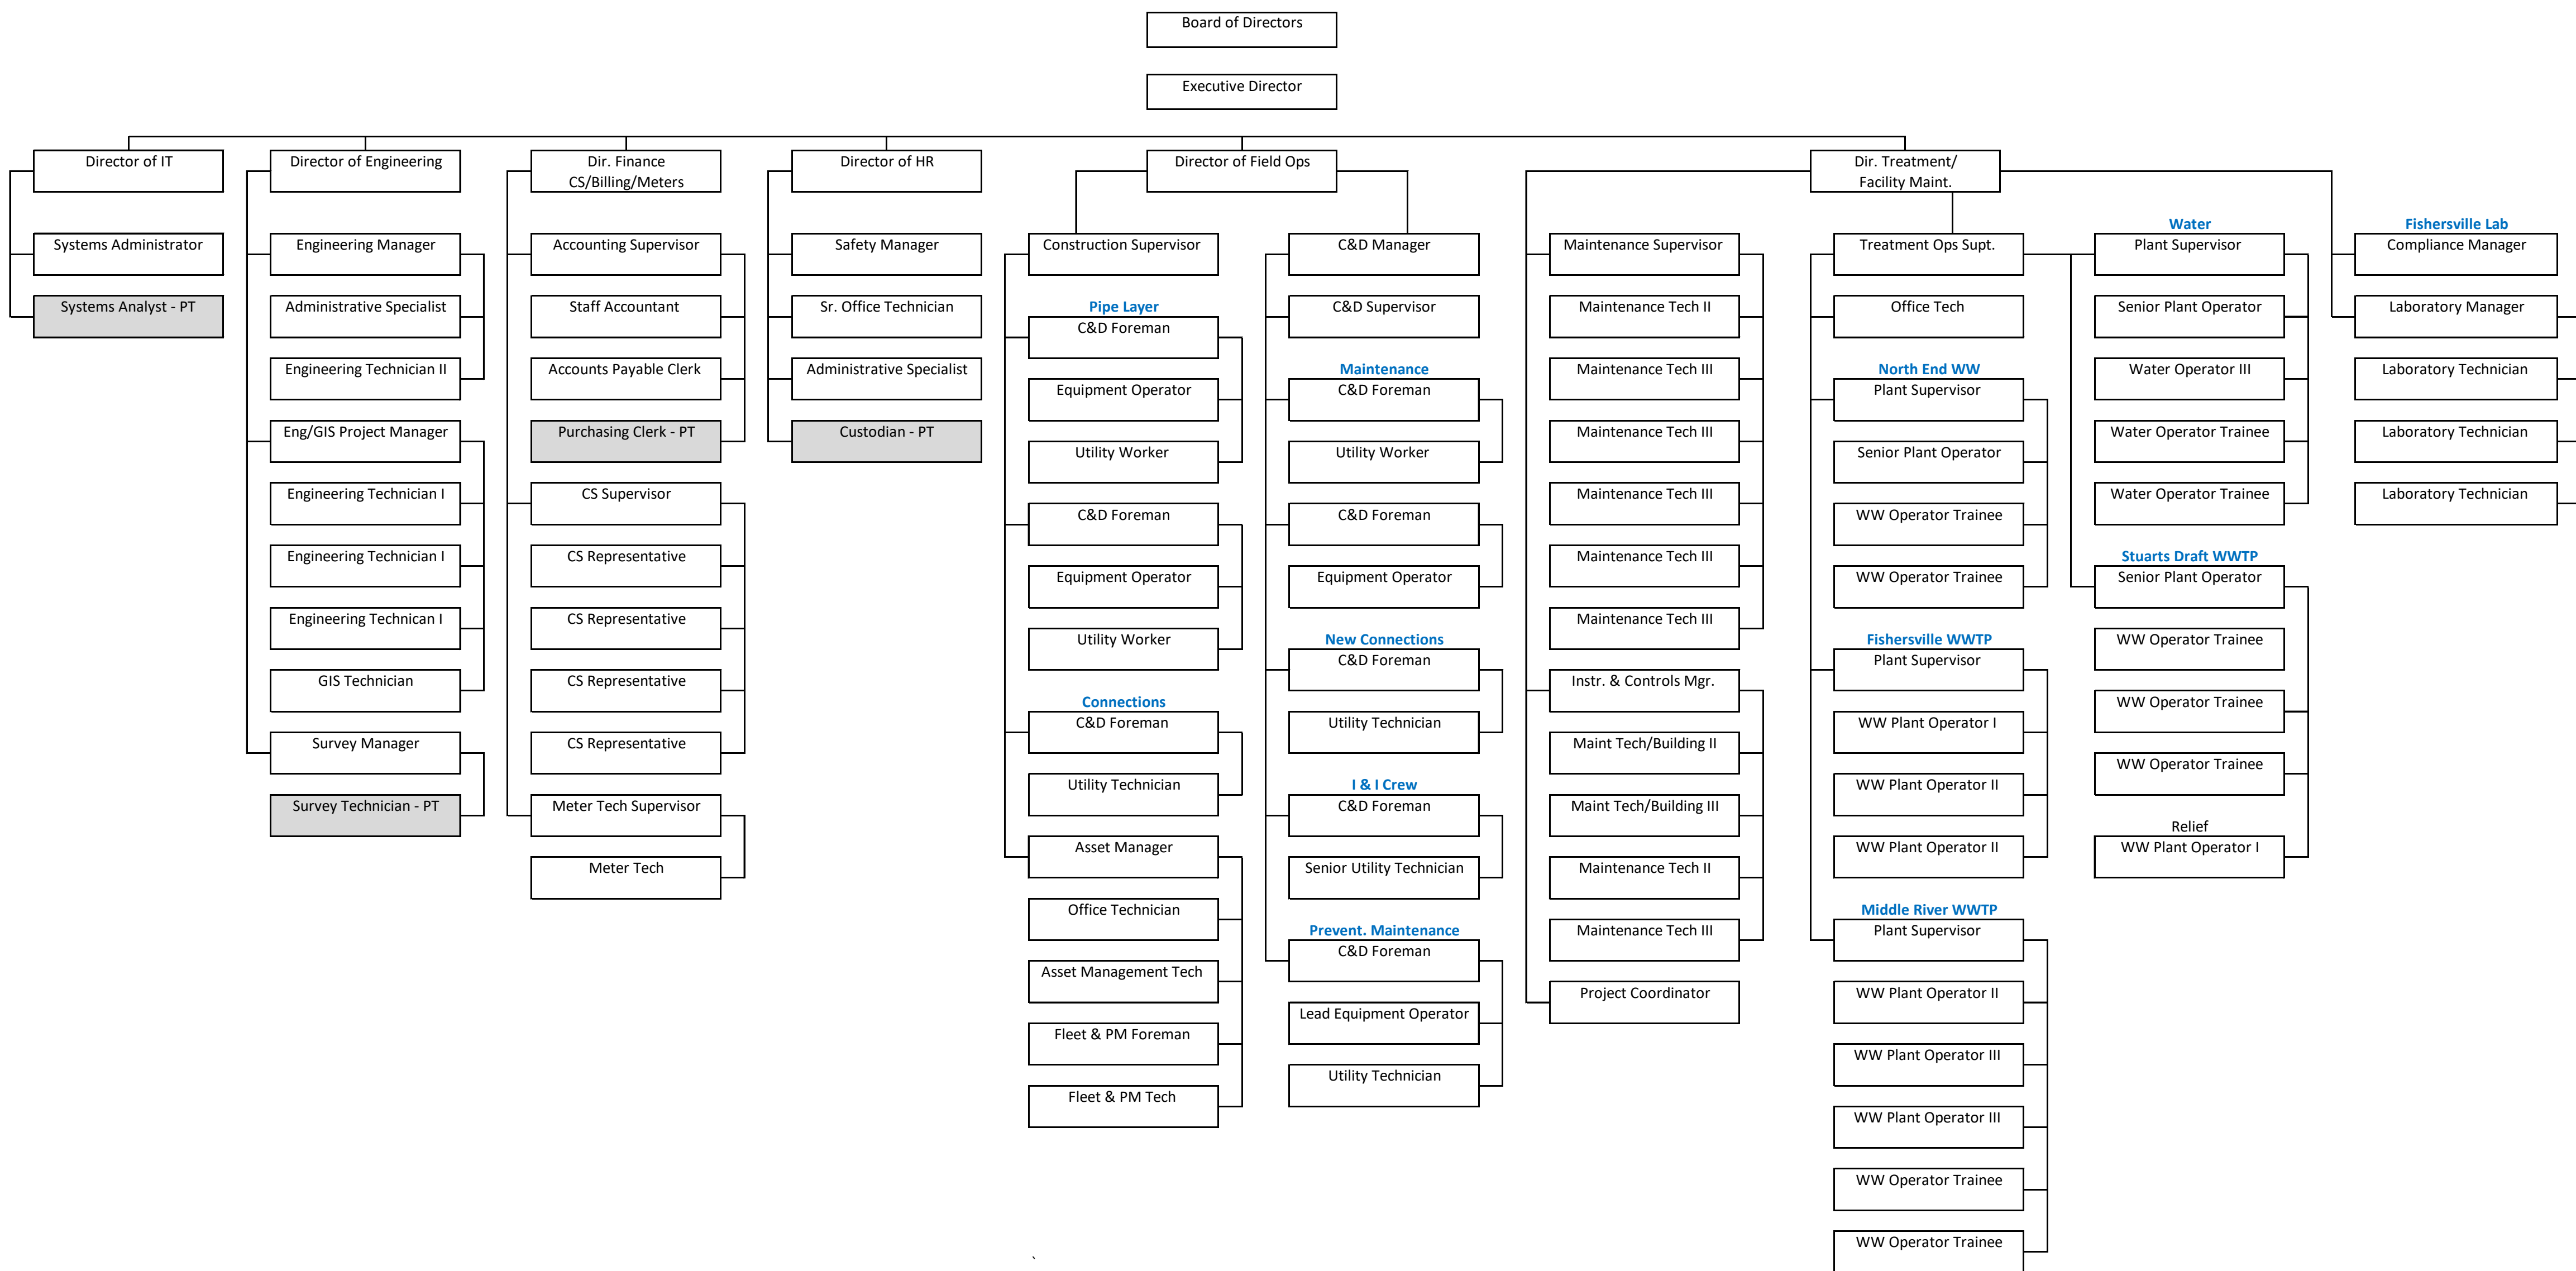 Board of Directors
Executive Director
Director of IT
Systems Administrator
Systems Analyst - PT
Director of Engineering
Engineering Manager
Administrative Specialist
Engineering Technician II
Eng/GIS Project Manager
Engineering Technician I
Engineering Technician I
Engineering Technican I
GIS Technician
Survey Manager
Survey Technician - PT
Dir. Finance
CS/Billing/Meters
Accounting Supervisor
Staff Accountant
Accounts Payable Clerk
Purchasing Clerk - PT
CS Supervisor
CS Representative
CS Representative
CS Representative
CS Representative
Meter Tech Supervisor
Meter Tech
Director of HR
Safety Manager
Sr. Office Technician
Administrative Specialist
Custodian - PT
Director of Field Ops
Construction Supervisor
Pipe Layer
C&D Foreman
Equipment Operator
Utility Worker
C&D Foreman
Equipment Operator
Utility Worker
Connections
C&D Foreman
Utility Technician
Asset Manager
Office Technician
Asset Management Tech
Fleet & PM Foreman
Fleet & PM Tech
`
C&D Manager
C&D Supervisor
Maintenance
C&D Foreman
Utility Worker
C&D Foreman
Equipment Operator
New Connections
C&D Foreman
Utility Technician
I & I Crew
C&D Foreman
Senior Utility Technician
Prevent. Maintenance
C&D Foreman
Lead Equipment Operator
Utility Technician
Dir. Treatment/
Facility Maint.
Maintenance Supervisor
Maintenance Tech II
Maintenance Tech III
Maintenance Tech III
Maintenance Tech III
Maintenance Tech III
Maintenance Tech III
Instr. & Controls Mgr.
Maint Tech/Building II
Maint Tech/Building III
Maintenance Tech II
Maintenance Tech III
Project Coordinator
Treatment Ops Supt.
Office Tech
North End WW
Plant Supervisor
Senior Plant Operator
WW Operator Trainee
WW Operator Trainee
Fishersville WWTP
Plant Supervisor
WW Plant Operator I
WW Plant Operator II
WW Plant Operator II
Middle River WWTP
Plant Supervisor
WW Plant Operator II
WW Plant Operator III
WW Plant Operator III
WW Operator Trainee
WW Operator Trainee
Water
Plant Supervisor
Senior Plant Operator
Water Operator III
Water Operator Trainee
Water Operator Trainee
Stuarts Draft WWTP
Senior Plant Operator
WW Operator Trainee
WW Operator Trainee
WW Operator Trainee
Relief
WW Plant Operator I
Fishersville Lab
Compliance Manager
Laboratory Manager
Laboratory Technician
Laboratory Technician
Laboratory Technician